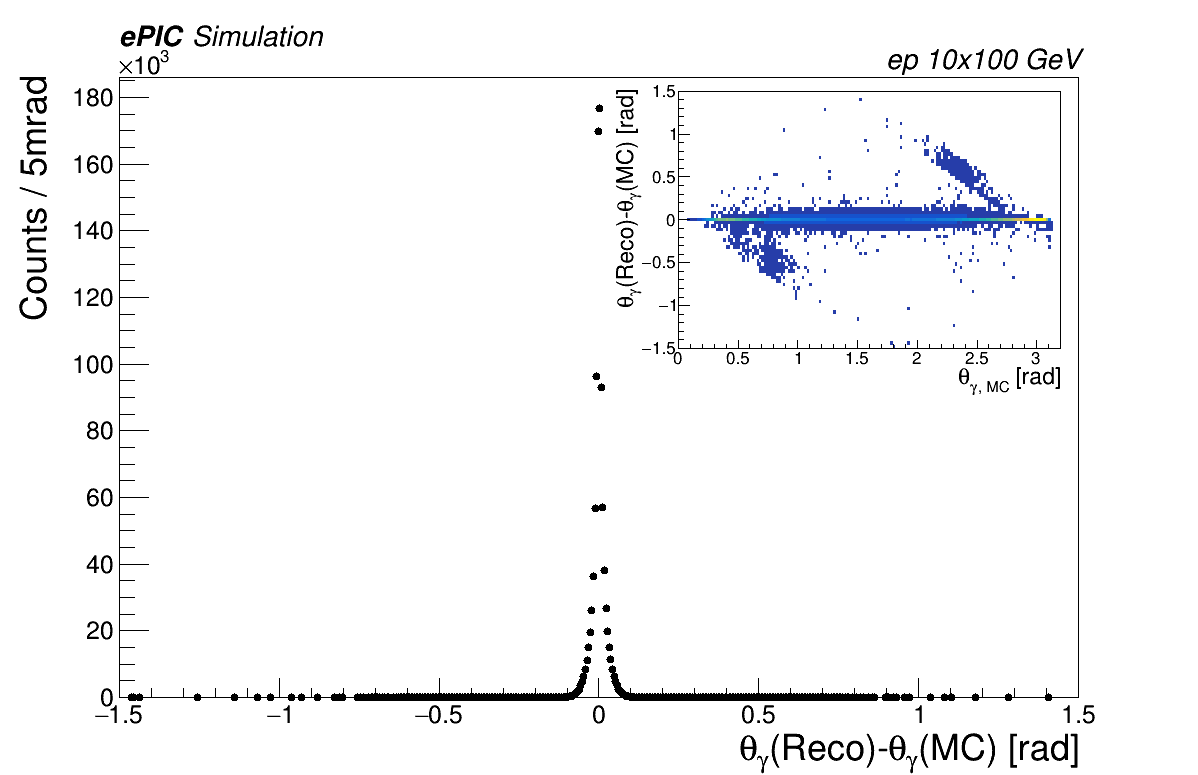 ePIC Simulation
×10³
ep 10x100 GeV
Counts / 5mrad
180
160
140
120
100
80
60
40
20
0
−1.5 −1 −0.5 0 0.5 1 1.5
θγ(Reco)-θγ(MC) [rad]
θγ(Reco)-θγ(MC) [rad]
1.5
1
0.5
0
−0.5
−1
−1.5
0 0.5 1 1.5 2 2.5 3
θγ, MC [rad]